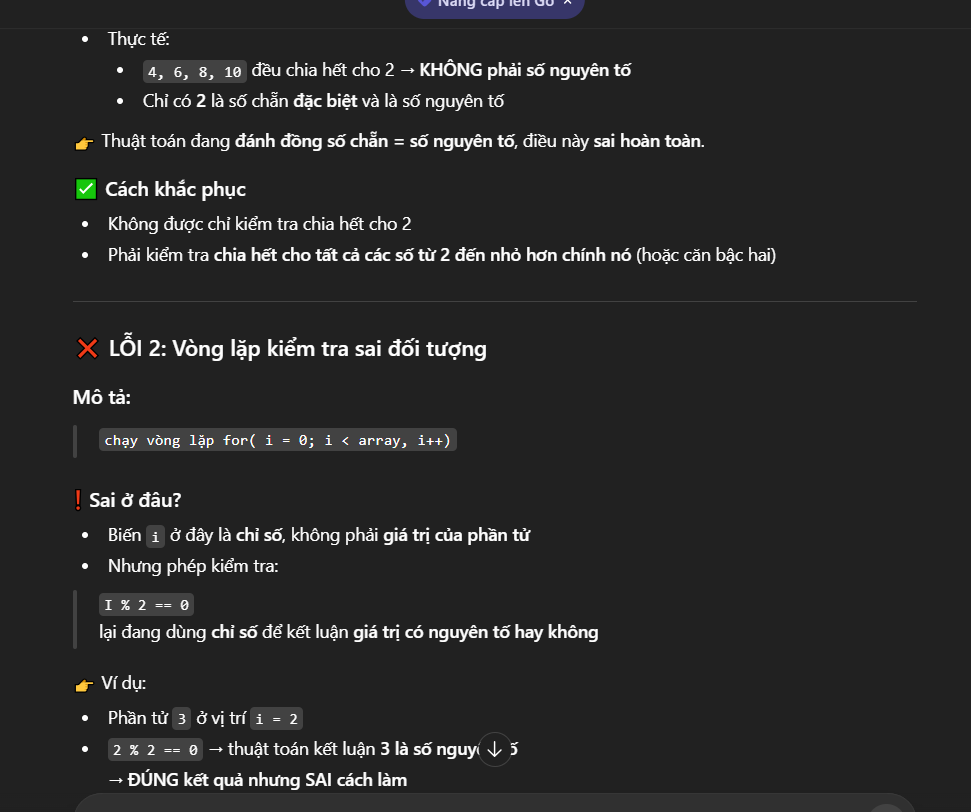 Nâng cấp lên Go ×
Thực tế:
4, 6, 8, 10 đều chia hết cho 2 → KHÔNG phải số nguyên tố
Chỉ có 2 là số chẵn đặc biệt và là số nguyên tố
👉 Thuật toán đang đánh đồng số chẵn = số nguyên tố, điều này sai hoàn toàn.
✅ Cách khắc phục
Không được chỉ kiểm tra chia hết cho 2
Phải kiểm tra chia hết cho tất cả các số từ 2 đến nhỏ hơn chính nó (hoặc căn bậc hai)
❌ LỖI 2: Vòng lặp kiểm tra sai đối tượng
Mô tả:
chạy vòng lặp for( i = 0; i < array, i++)
❗ Sai ở đâu?
Biến i ở đây là chỉ số, không phải giá trị của phần tử
Nhưng phép kiểm tra:
I % 2 == 0
lại đang dùng chỉ số để kết luận giá trị có nguyên tố hay không
👉 Ví dụ:
Phần tử 3 ở vị trí i = 2
2 % 2 == 0 → thuật toán kết luận 3 là số
→ ĐÚNG kết quả nhưng SAI cách làm